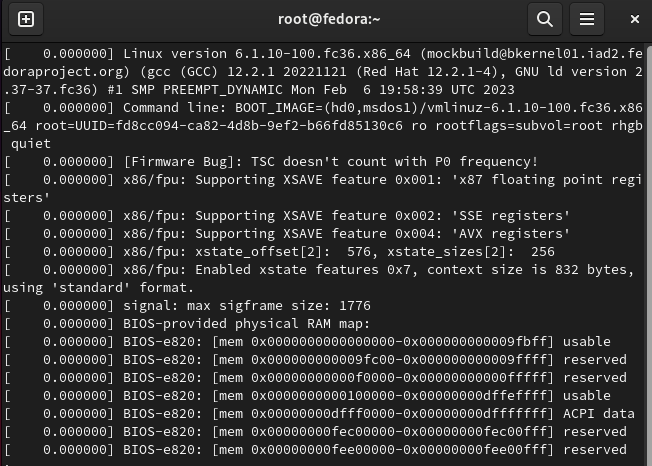 root@fedora:~
[    0.000000] Linux version 6.1.10-100.fc36.x86_64 (mockbuild@bkernel01.iad2.fe
doraproject.org) (gcc (GCC) 12.2.1 20221121 (Red Hat 12.2.1-4), GNU ld version 2
.37-37.fc36) #1 SMP PREEMPT_DYNAMIC Mon Feb  6 19:58:39 UTC 2023
[    0.000000] Command line: BOOT_IMAGE=(hd0,msdos1)/vmlinuz-6.1.10-100.fc36.x86
_64 root=UUID=fd8cc094-ca82-4d8b-9ef2-b66fd85130c6 ro rootflags=subvol=root rhgb
 quiet
[    0.000000] [Firmware Bug]: TSC doesn't count with P0 frequency!
[    0.000000] x86/fpu: Supporting XSAVE feature 0x001: 'x87 floating point regi
sters'
[    0.000000] x86/fpu: Supporting XSAVE feature 0x002: 'SSE registers'
[    0.000000] x86/fpu: Supporting XSAVE feature 0x004: 'AVX registers'
[    0.000000] x86/fpu: xstate_offset[2]:  576, xstate_sizes[2]:  256
[    0.000000] x86/fpu: Enabled xstate features 0x7, context size is 832 bytes,
using 'standard' format.
[    0.000000] signal: max sigframe size: 1776
[    0.000000] BIOS-provided physical RAM map:
[    0.000000] BIOS-e820: [mem 0x0000000000000000-0x000000000009fbff] usable
[    0.000000] BIOS-e820: [mem 0x000000000009fc00-0x000000000009ffff] reserved
[    0.000000] BIOS-e820: [mem 0x00000000000f0000-0x00000000000fffff] reserved
[    0.000000] BIOS-e820: [mem 0x0000000000100000-0x00000000dffeffff] usable
[    0.000000] BIOS-e820: [mem 0x00000000dfff0000-0x00000000dfffffff] ACPI data
[    0.000000] BIOS-e820: [mem 0x00000000fec00000-0x00000000fec00fff] reserved
[    0.000000] BIOS-e820: [mem 0x00000000fee00000-0x00000000fee00fff] reserved